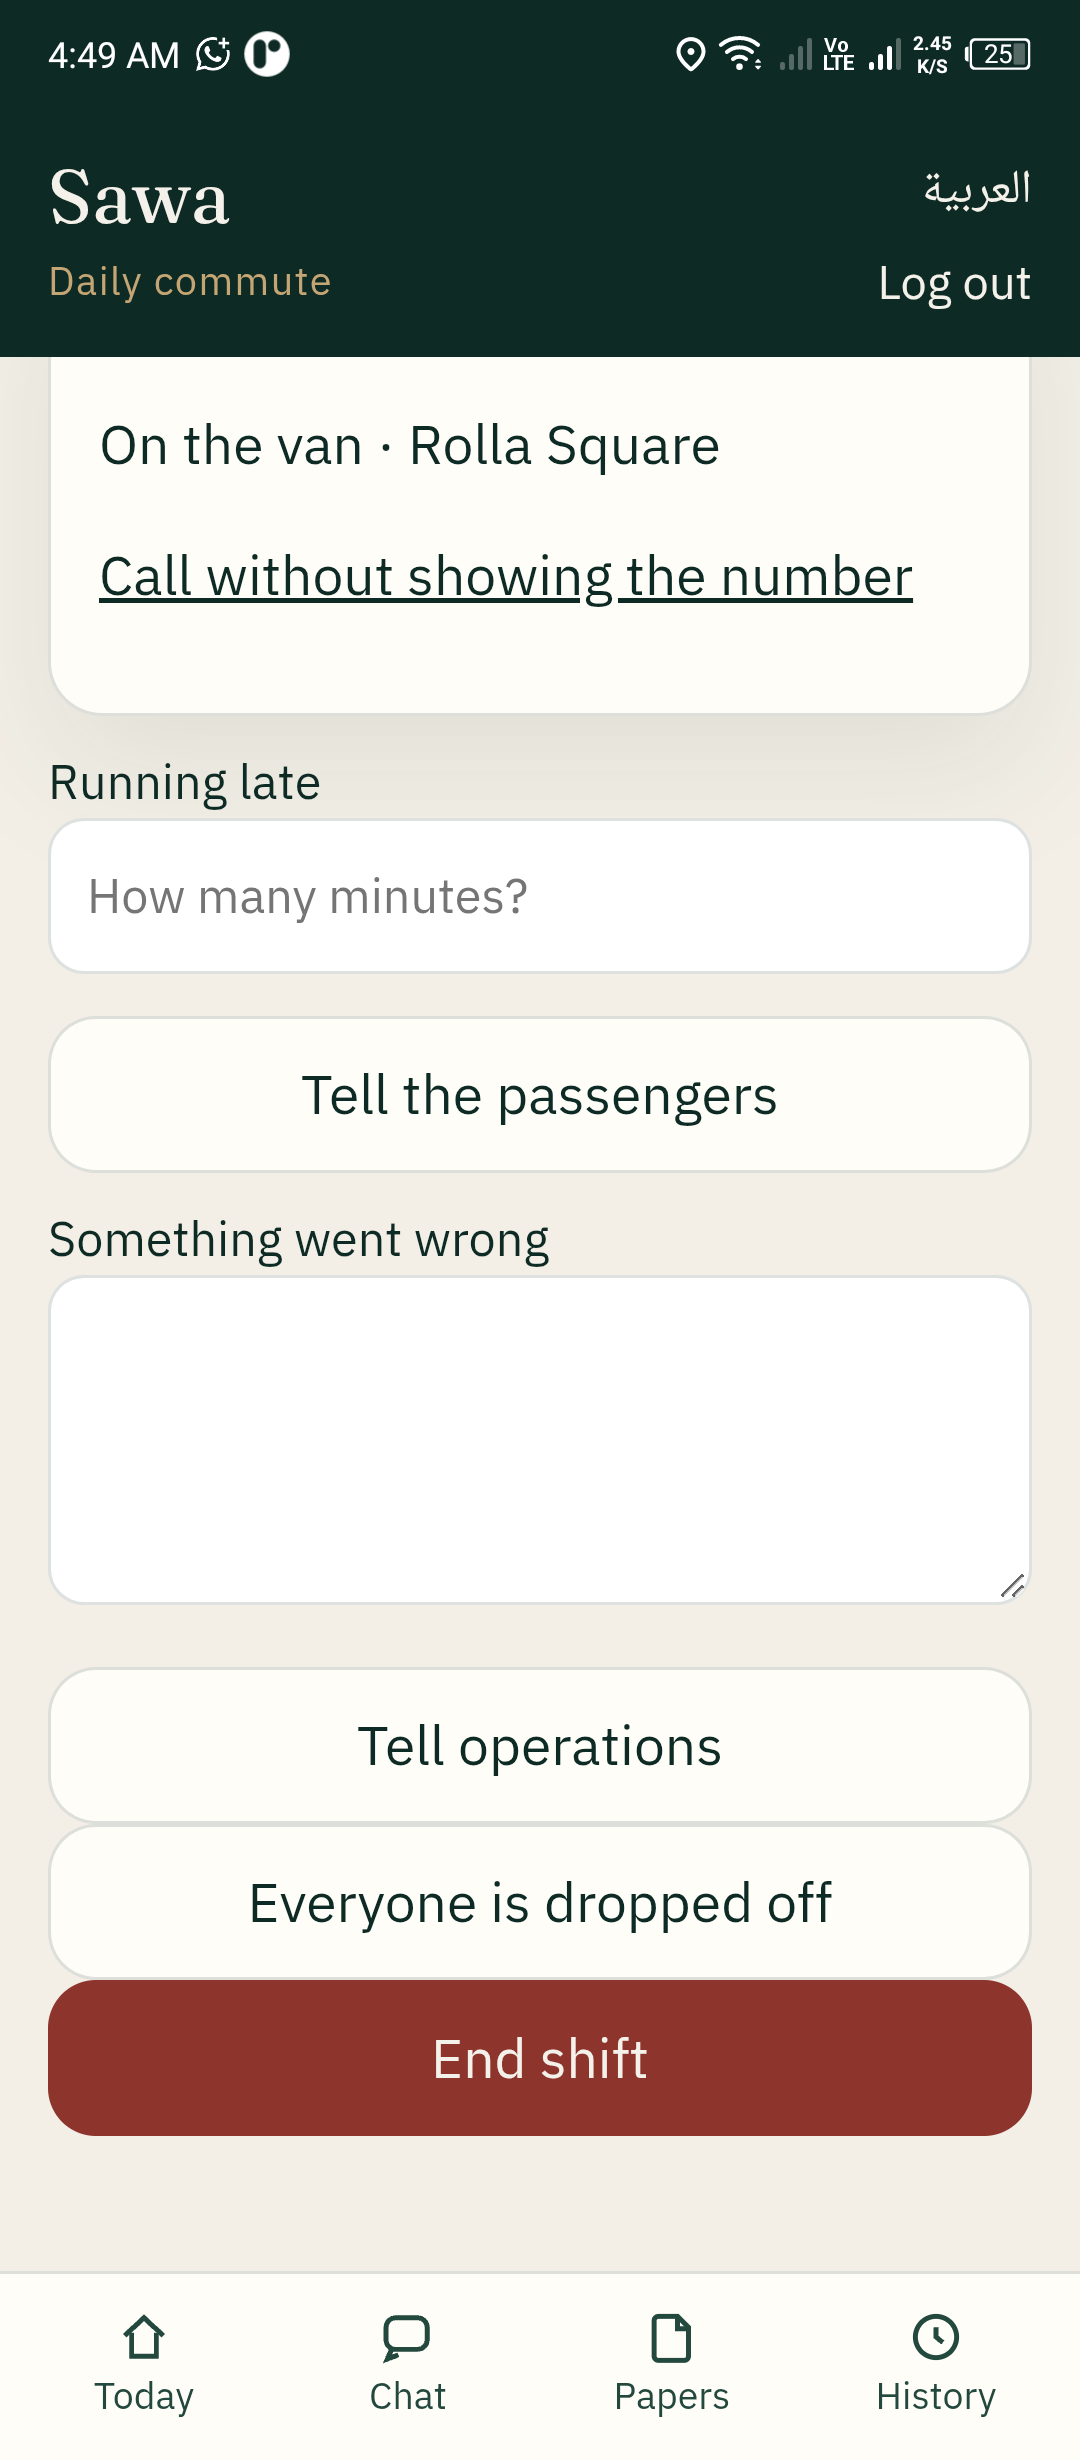 4:49 AM
Vo LTE
2.45 K/S
25
Sawa
العربية
Daily commute
Log out
On the van · Rolla Square
Call without showing the number
Running late
How many minutes?
Tell the passengers
Something went wrong
Tell operations
Everyone is dropped off
End shift
Today
Chat
Papers
History